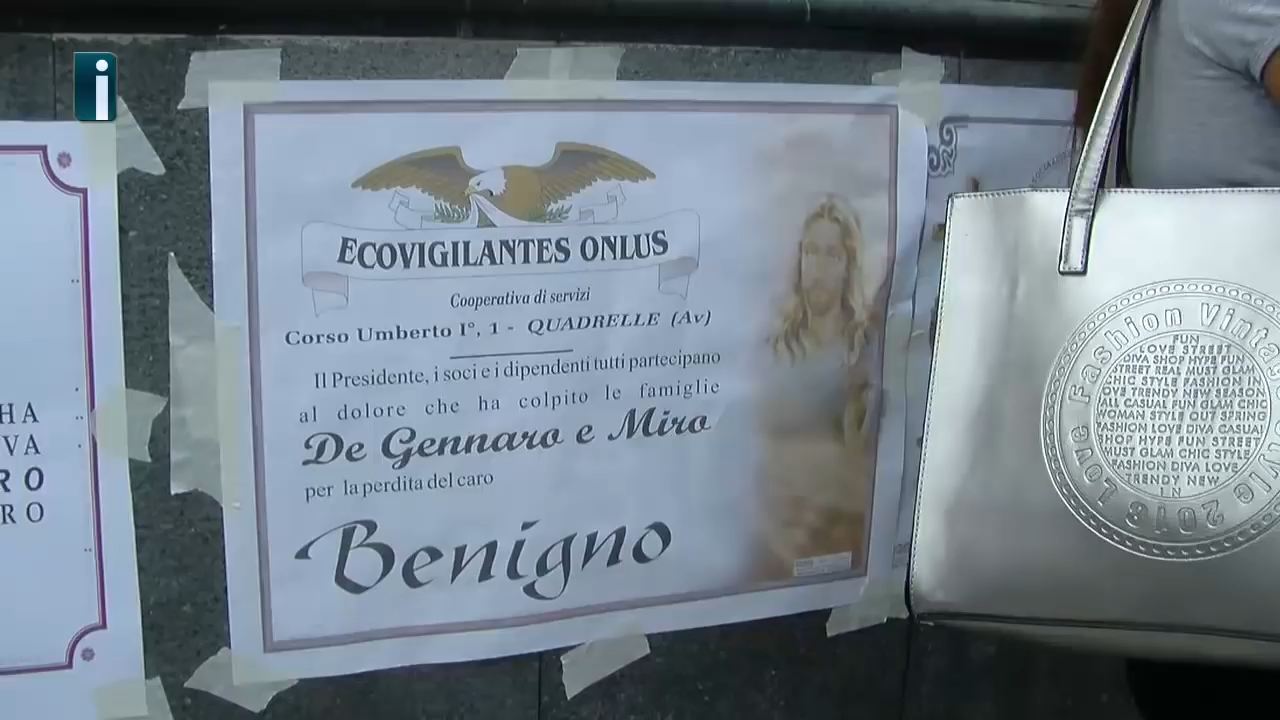 i
HA
VA
RO
RO
ECOVIGILANTES ONLUS
Cooperativa di servizi
Corso Umberto I°, 1 - QUADRELLE (Av)
Il Presidente, i soci e i dipendenti tutti partecipano
al dolore che ha colpito le famiglie
De Gennaro e Miro
per la perdita del caro
Benigno
Fashion Vinta
Love
2013
FUN
LOVE STREET
DIVA SHOP HYPE FUN
STREET REAL MUST GLAM
CHIC STYLE FASHION IN
LOVE TRENDY NEW SEASON
ALL CASUAL FUN GLAM CHIC
WOMAN STYLE OUT SPRING
FASHION LOVE DIVA CASUAL
SHOP HYPE FUN STREET
MUST GLAM CHIC STYLE
FASHION DIVA LOVE
TRENDY NEW
IN